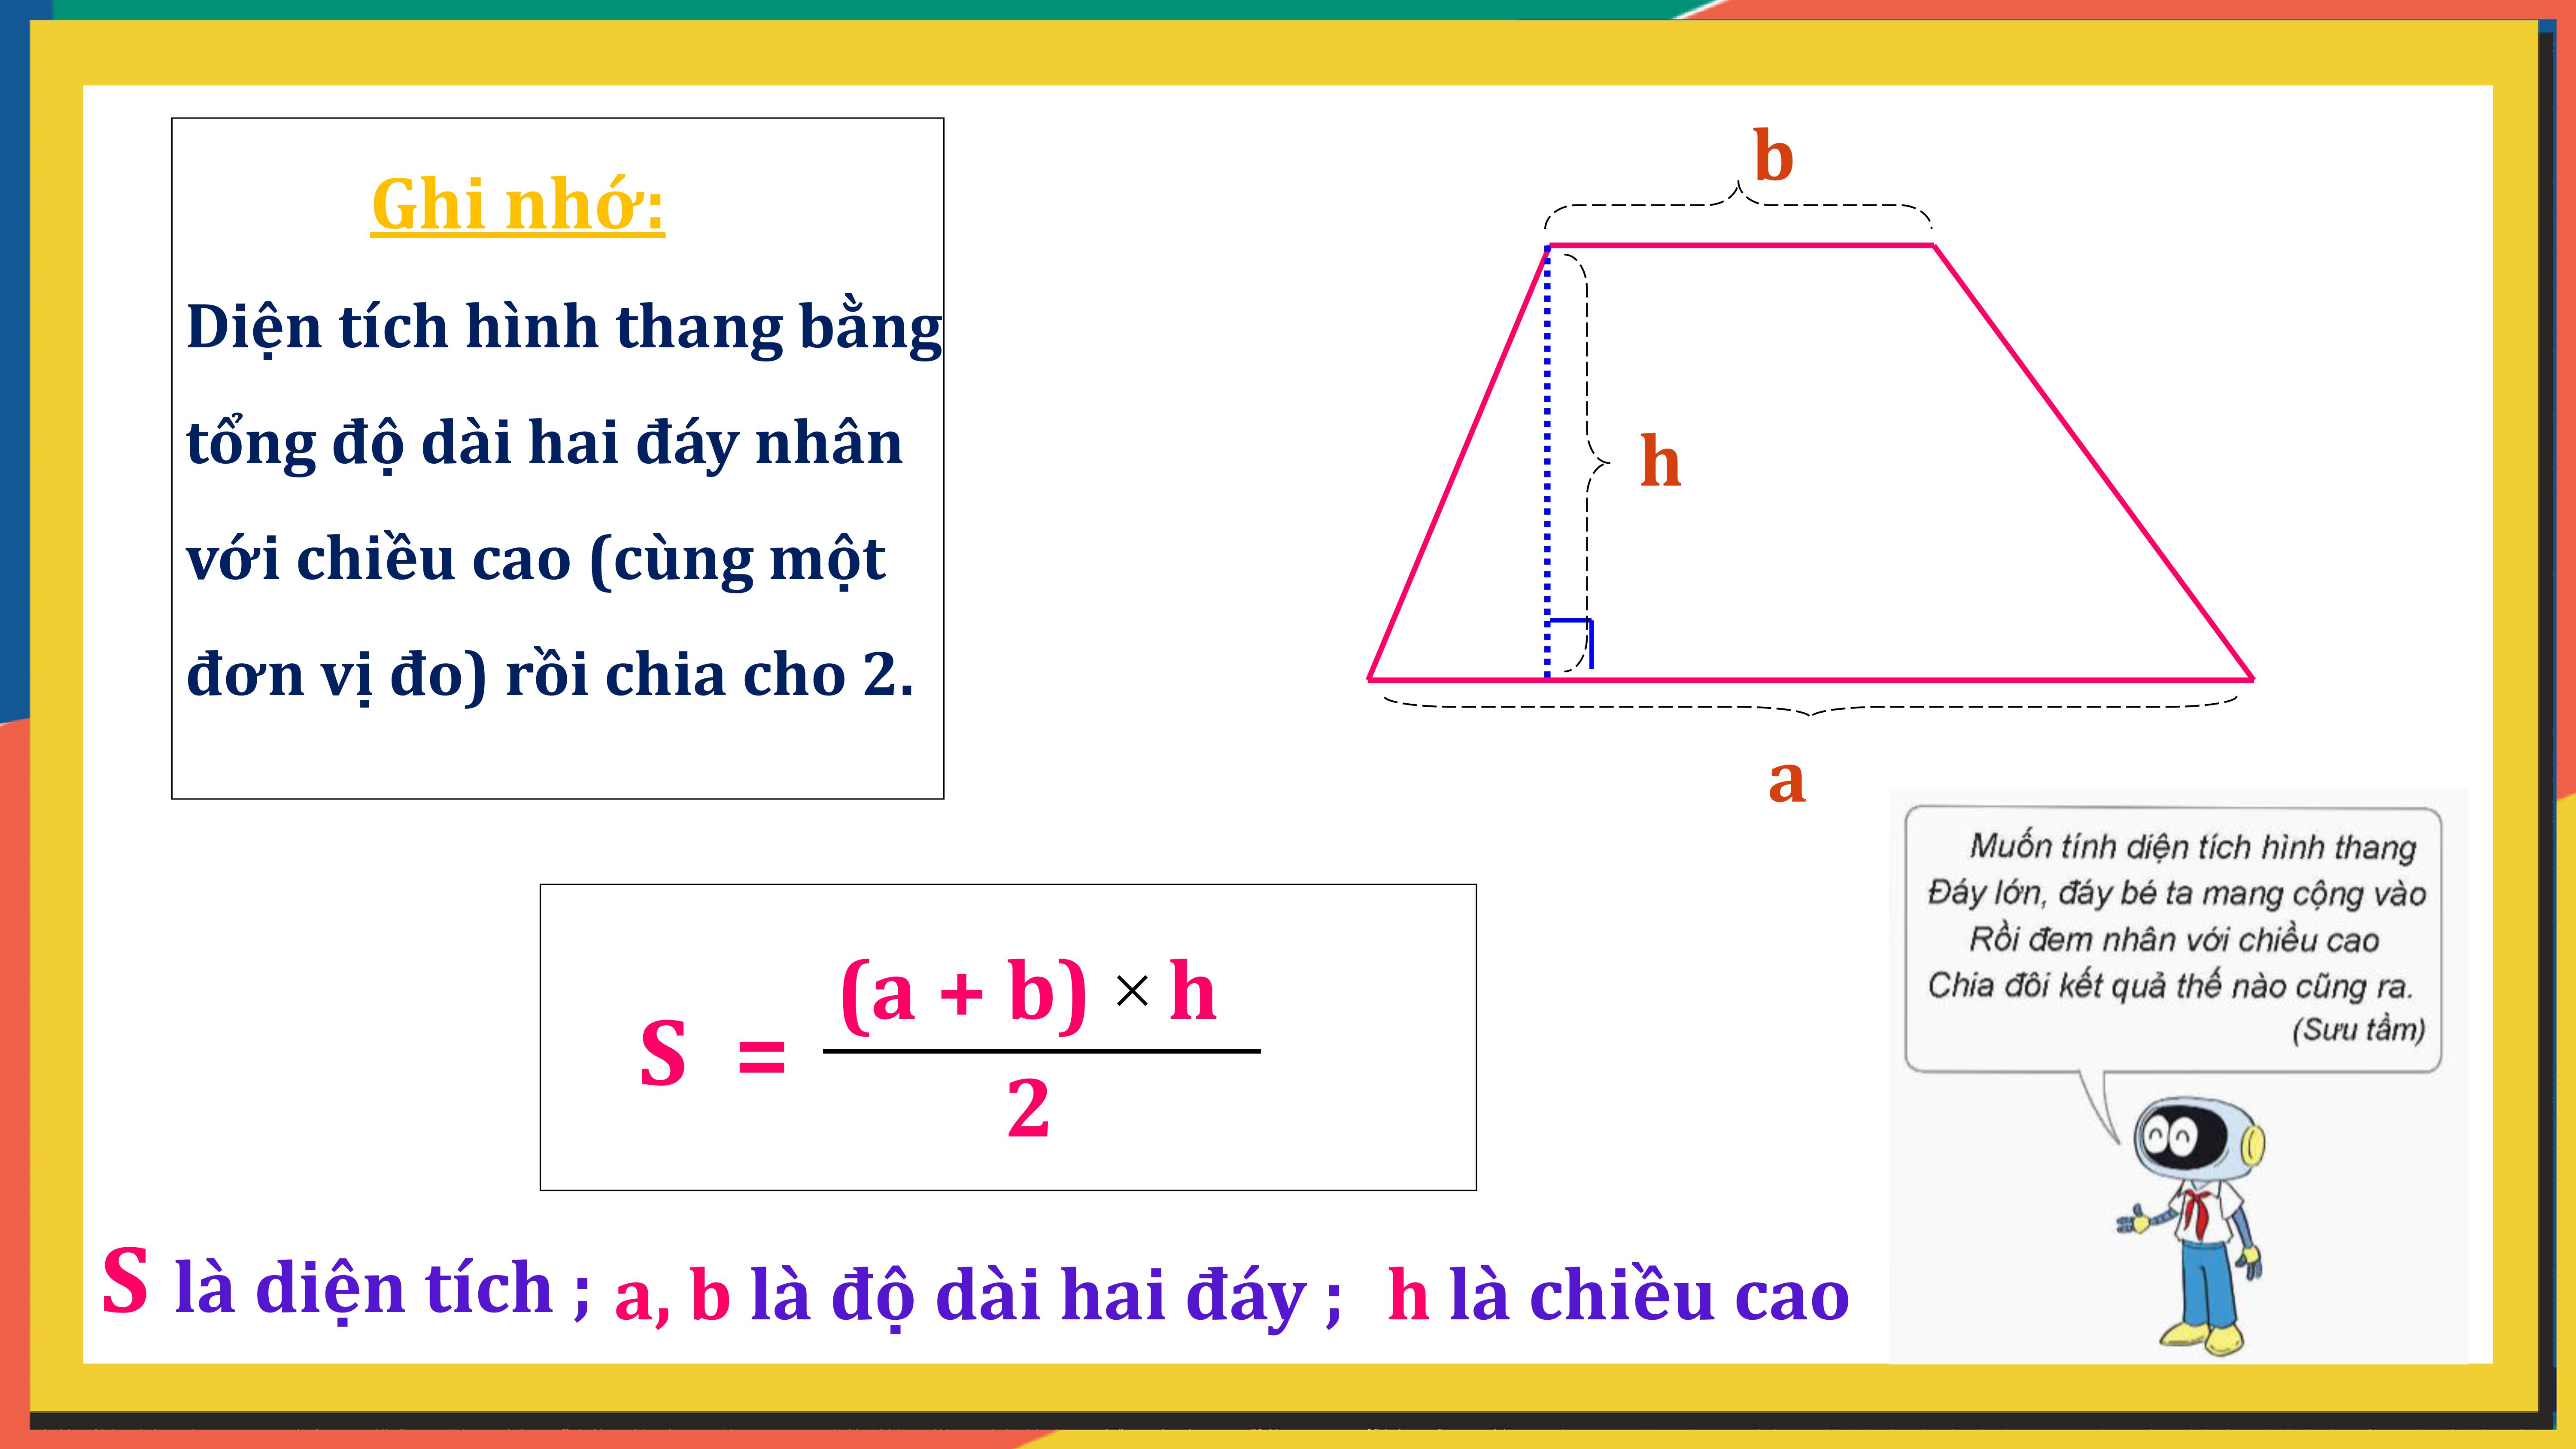 Ghi nhớ:
Diện tích hình thang bằng
tổng độ dài hai đáy nhân
với chiều cao (cùng một
đơn vị đo) rồi chia cho 2.
b
h
a
S = (a + b) × h
2
Muốn tính diện tích hình thang
Đáy lớn, đáy bé ta mang cộng vào
Rồi đem nhân với chiều cao
Chia đôi kết quả thế nào cũng ra.
(Sưu tầm)
S là diện tích ; a, b là độ dài hai đáy ; h là chiều cao